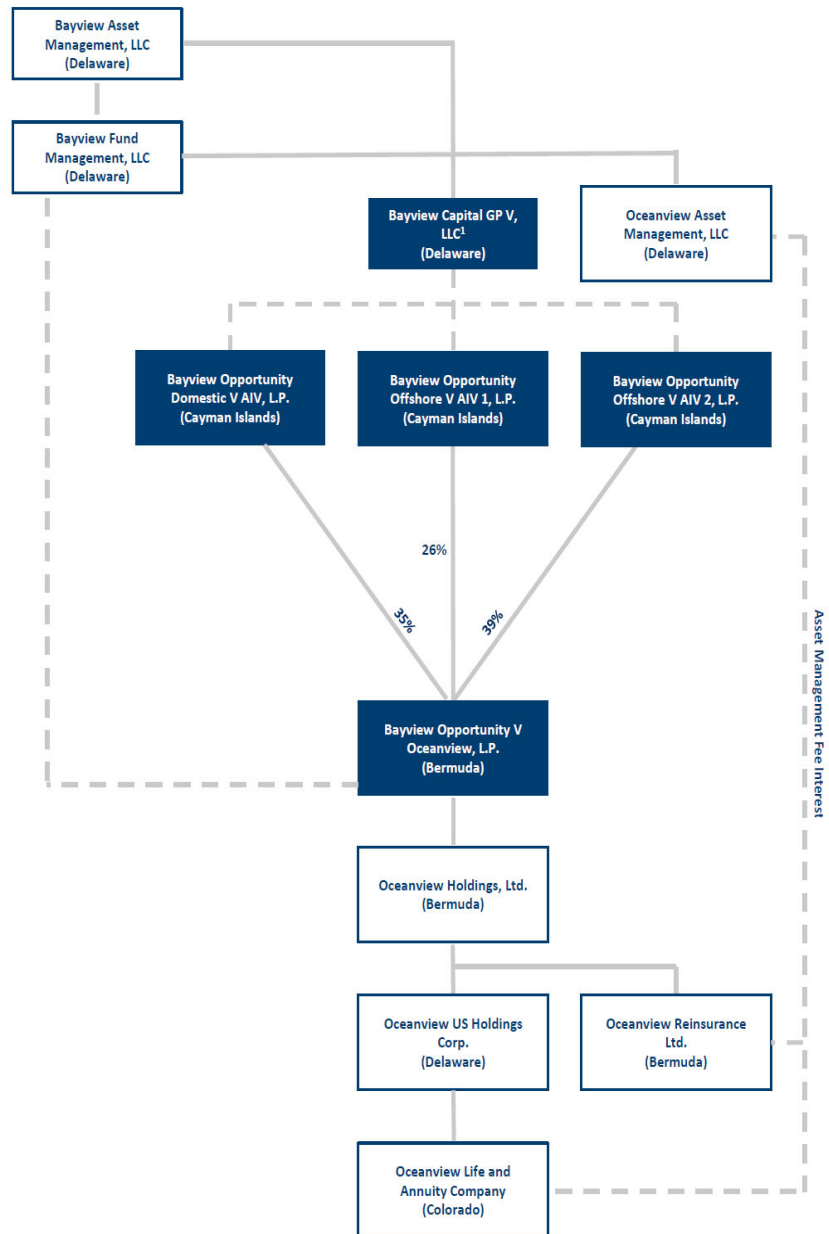 Bayview Asset
Management, LLC
(Delaware)
Bayview Fund
Management, LLC
(Delaware)
Bayview Capital GP V,
LLC1
(Delaware)
Oceanview Asset
Management, LLC
(Delaware)
Bayview Opportunity
Domestic V AIV, L.P.
(Cayman Islands)
Bayview Opportunity
Offshore V AIV 1, L.P.
(Cayman Islands)
Bayview Opportunity
Offshore V AIV 2, L.P.
(Cayman Islands)
35%
26%
39%
Asset Management Fee Interest
Bayview Opportunity V
Oceanview, L.P.
(Bermuda)
Oceanview Holdings, Ltd.
(Bermuda)
Oceanview US Holdings
Corp.
(Delaware)
Oceanview Reinsurance
Ltd.
(Bermuda)
Oceanview Life and
Annuity Company
(Colorado)